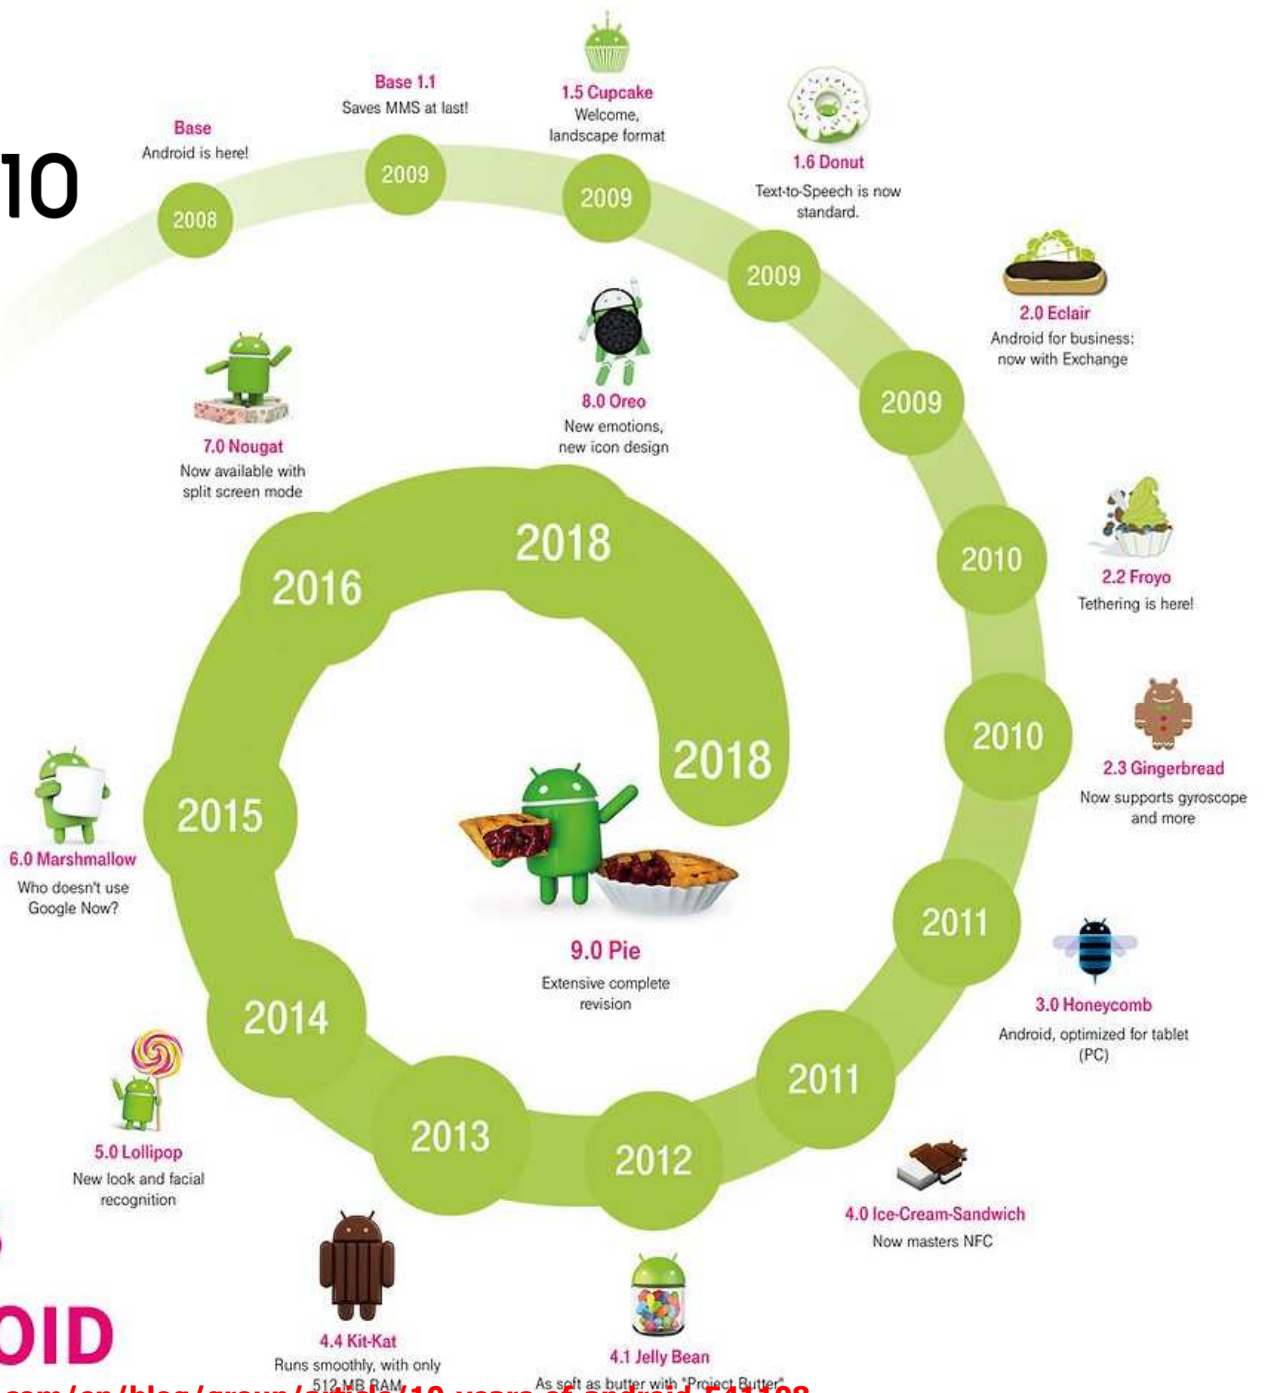 10
Base
Android is here!
2008
Base 1.1
Saves MMS at last!
2009
1.5 Cupcake
Welcome,
landscape format
2009
1.6 Donut
Text-to-Speech is now
standard.
2009
2.0 Eclair
Android for business:
now with Exchange
2009
2.2 Froyo
Tethering is here!
2010
2.3 Gingerbread
Now supports gyroscope
and more
2010
3.0 Honeycomb
Android, optimized for tablet
(PC)
2011
4.0 Ice-Cream-Sandwich
Now masters NFC
2011
4.1 Jelly Bean
As soft as butter with "Project Butter"
2012
4.4 Kit-Kat
Runs smoothly, with only
512 MB RAM
2013
5.0 Lollipop
New look and facial
recognition
2014
6.0 Marshmallow
Who doesn't use
Google Now?
2015
7.0 Nougat
Now available with
split screen mode
2016
8.0 Oreo
New emotions,
new icon design
2018
2018
9.0 Pie
Extensive complete
revision
OID